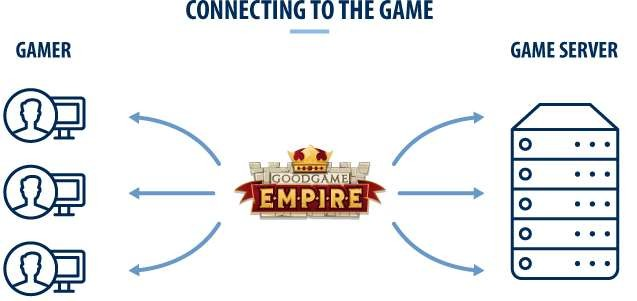 CONNECTING TO THE GAME
GAMER
GAME SERVER
GOODGAME
EMPIRE